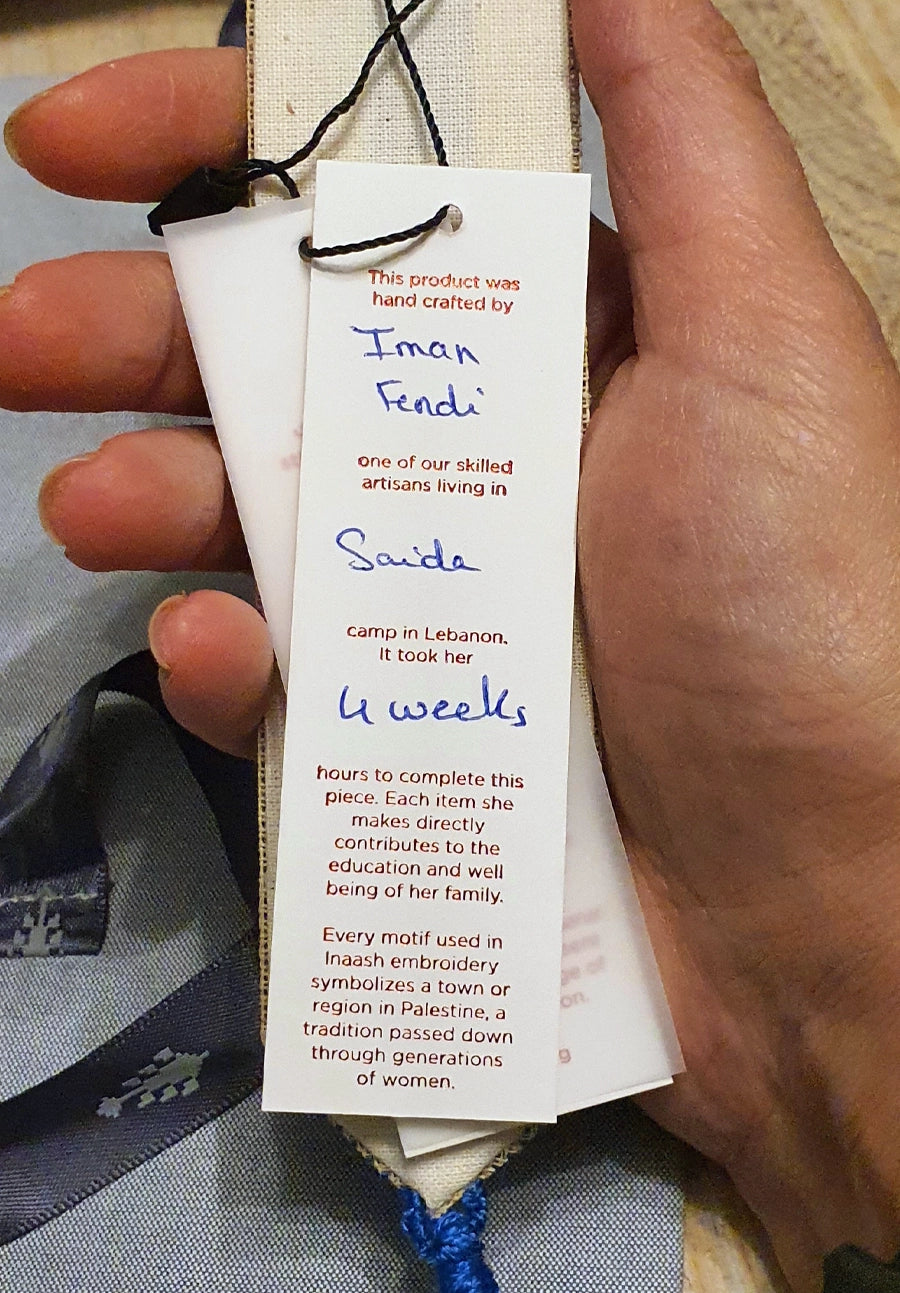 This product was
hand crafted by
Iman
Fendi
one of our skilled
artisans living in
Saida
camp in Lebanon.
It took her
4 weeks
hours to complete this
piece. Each item she
makes directly
contributes to the
education and well
being of her family.
Every motif used in
Inaash embroidery
symbolizes a town or
region in Palestine, a
tradition passed down
through generations
of women.